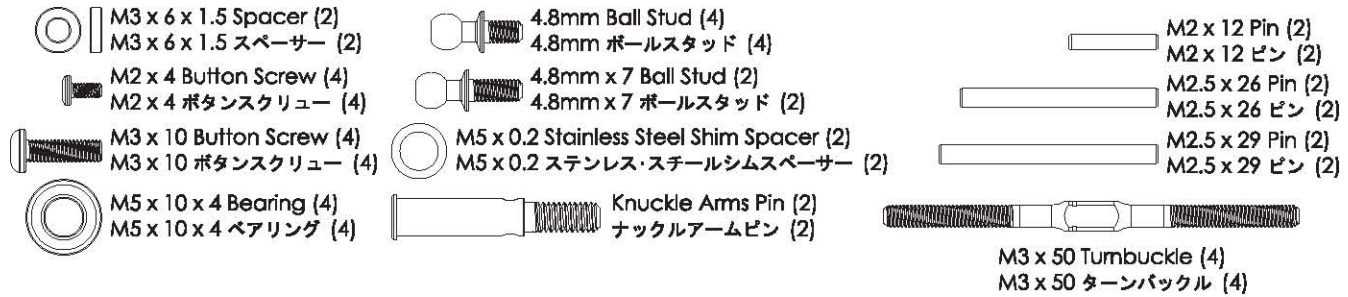 M3 x 6 x 1.5 Spacer (2)
M3 x 6 x 1.5 スペーサー (2)
M2 x 4 Button Screw (4)
M2 x 4 ボタンスクリュー (4)
M3 x 10 Button Screw (4)
M3 x 10 ボタンスクリュー (4)
M5 x 10 x 4 Bearing (4)
M5 x 10 x 4 ベアリング (4)
4.8mm Ball Stud (4)
4.8mm ボールスタッド (4)
4.8mm x 7 Ball Stud (2)
4.8mm x 7 ボールスタッド (2)
M5 x 0.2 Stainless Steel Shim Spacer (2)
M5 x 0.2 ステンレス・スチールシムスペーサー (2)
Knuckle Arms Pin (2)
ナックルアームピン (2)
M2 x 12 Pin (2)
M2 x 12 ピン (2)
M2.5 x 26 Pin (2)
M2.5 x 26 ピン (2)
M2.5 x 29 Pin (2)
M2.5 x 29 ピン (2)
M3 x 50 Turnbuckle (4)
M3 x 50 ターンバックル (4)